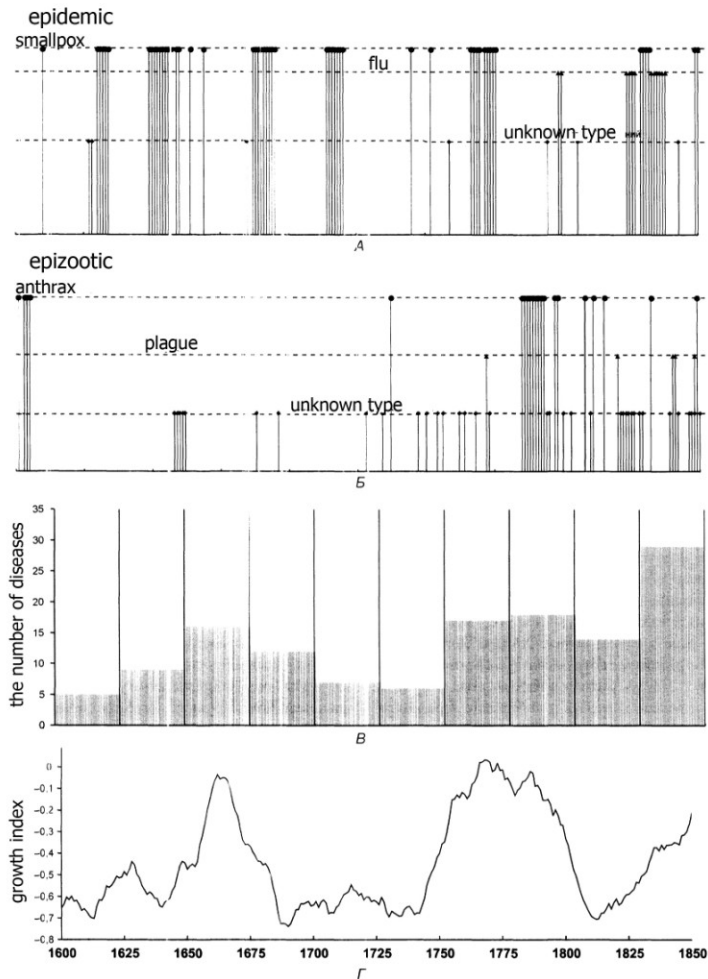 epidemic
smallpox
flu
unknown type
А
epizootic
anthrax
plague
unknown type
Б
the number of diseases
35
30
25
20
15
10
5
0
В
growth index
0
-0,1
-0,2
-0,3
-0,4
-0,5
-0,6
-0,7
-0,8
1600 1625 1650 1675 1700 1725 1750 1775 1800 1825 1850
Г